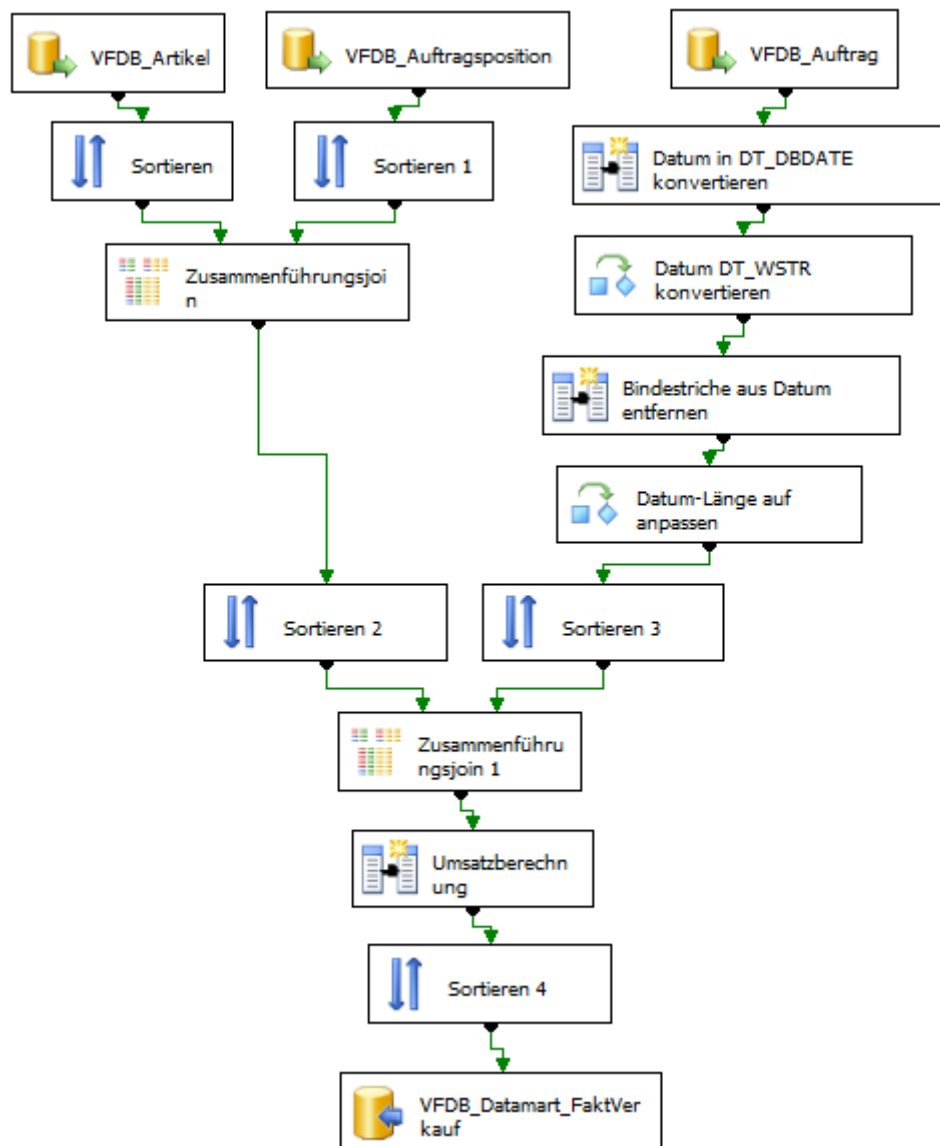 VFDB_Artikel
VFDB_Auftragsposition
VFDB_Auftrag
Sortieren
Sortieren 1
Datum in DT_DBDATE
konvertieren
Zusammenführungsjoi
n
Datum DT_WSTR
konvertieren
Bindestriche aus Datum
entfernen
Datum-Länge auf
anpassen
Sortieren 2
Sortieren 3
Zusammenführu
ngsjoin 1
Umsatzberechn
ung
Sortieren 4
VFDB_Datamart_FaktVer
kauf